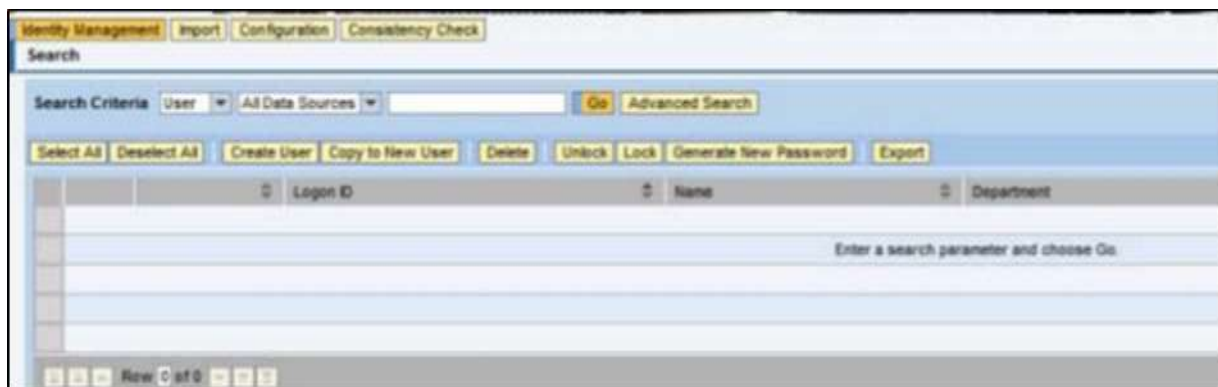 Identity Management Import Configuration Consistency Check
Search
Search Criteria User All Data Sources Go Advanced Search
Select All Deselect All Create User Copy to New User Delete Unlock Lock Generate New Password Export
Logon ID Name Department
Enter a search parameter and choose Go.
Row 0 of 0